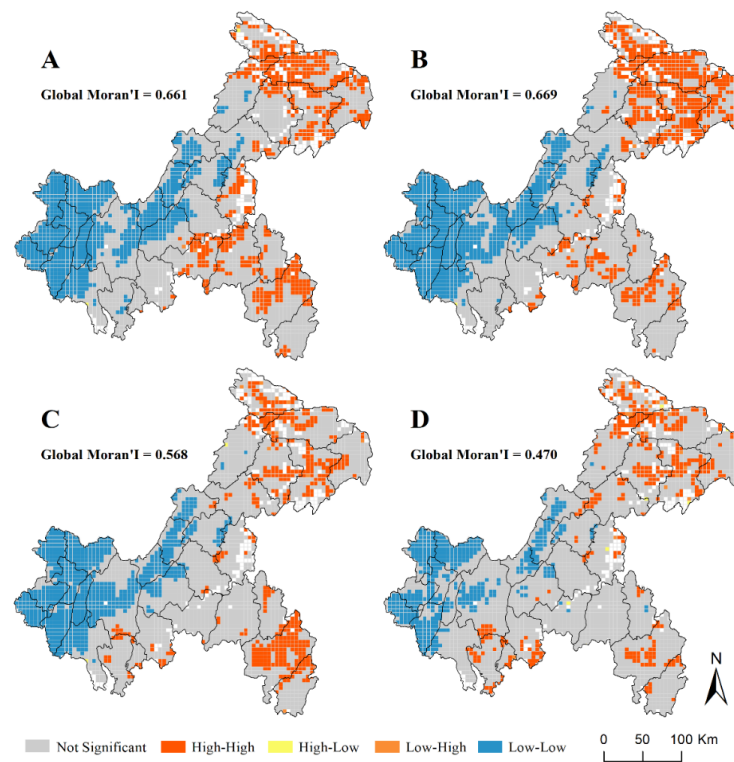 A
Global Moran'I = 0.661
B
Global Moran'I = 0.669
C
Global Moran'I = 0.568
D
Global Moran'I = 0.470
N
Not Significant High-High High-Low Low-High Low-Low
0 50 100 Km